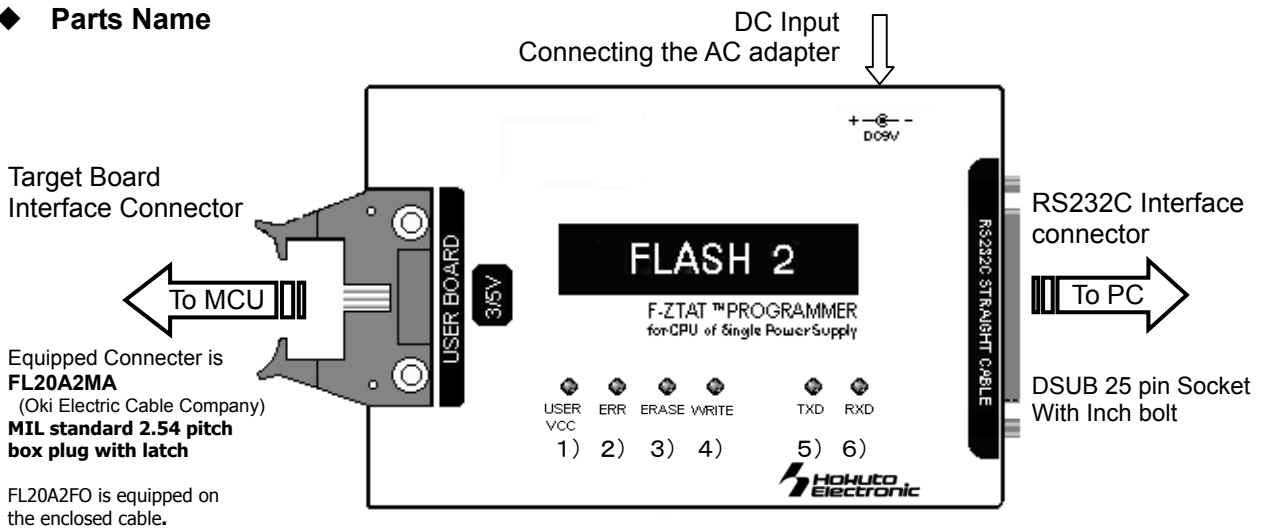 ◆ Parts Name
DC Input
Connecting the AC adapter
+ -
DC9V
Target Board
Interface Connector
To MCU
USER BOARD
3/5V
FLASH 2
F-ZTAT ™PROGRAMMER
for CPU of Single Power Supply
USER
VCC
ERR
ERASE
WRITE
TXD
RXD
1)
2)
3)
4)
5)
6)
Hokuto
Electronic
RS232C STRAIGHT CABLE
RS232C Interface
connector
To PC
DSUB 25 pin Socket
With Inch bolt
Equipped Connecter is
FL20A2MA
(Oki Electric Cable Company)
MIL standard 2.54 pitch
box plug with latch
FL20A2FO is equipped on
the enclosed cable.